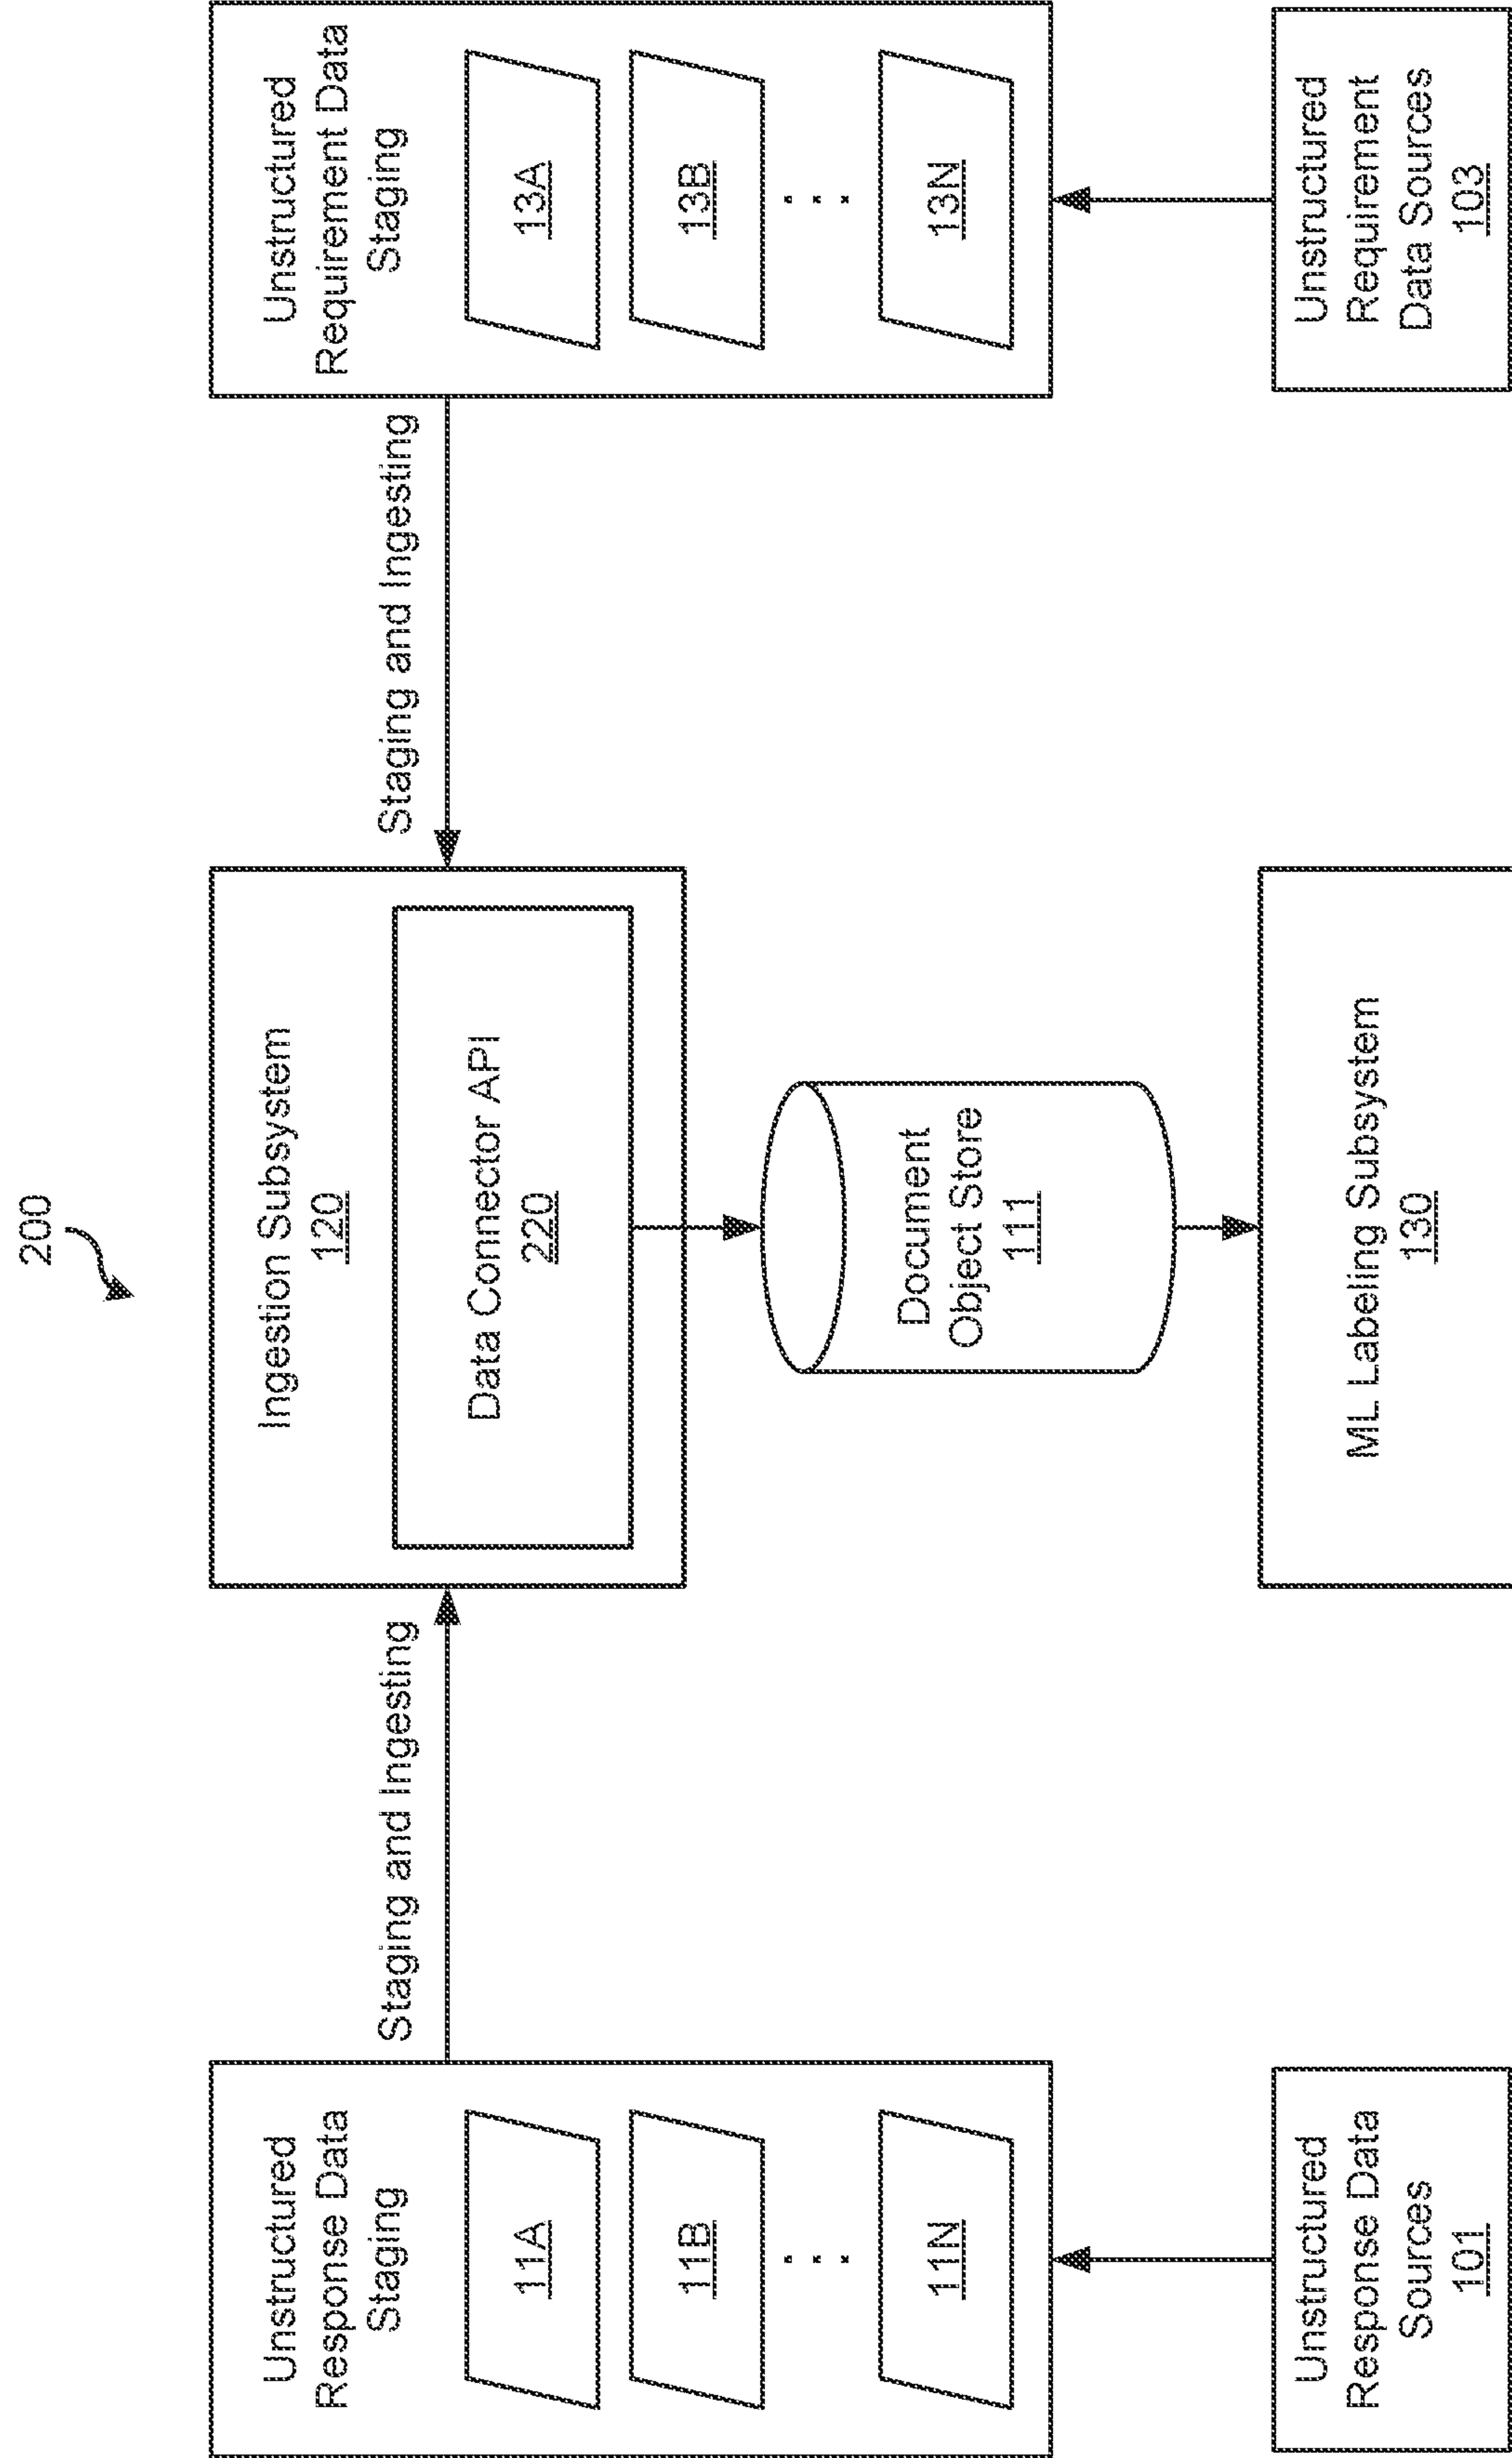 200
Unstructured
Response Data
Staging
11A
11B
. . .
11N
Unstructured
Response Data
Sources
101
Staging and Ingesting
Ingestion Subsystem
120
Data Connector API
220
Document
Object Store
111
ML Labeling Subsystem
130
Staging and Ingesting
Unstructured
Requirement Data
Staging
13A
13B
. . .
13N
Unstructured
Requirement
Data Sources
103